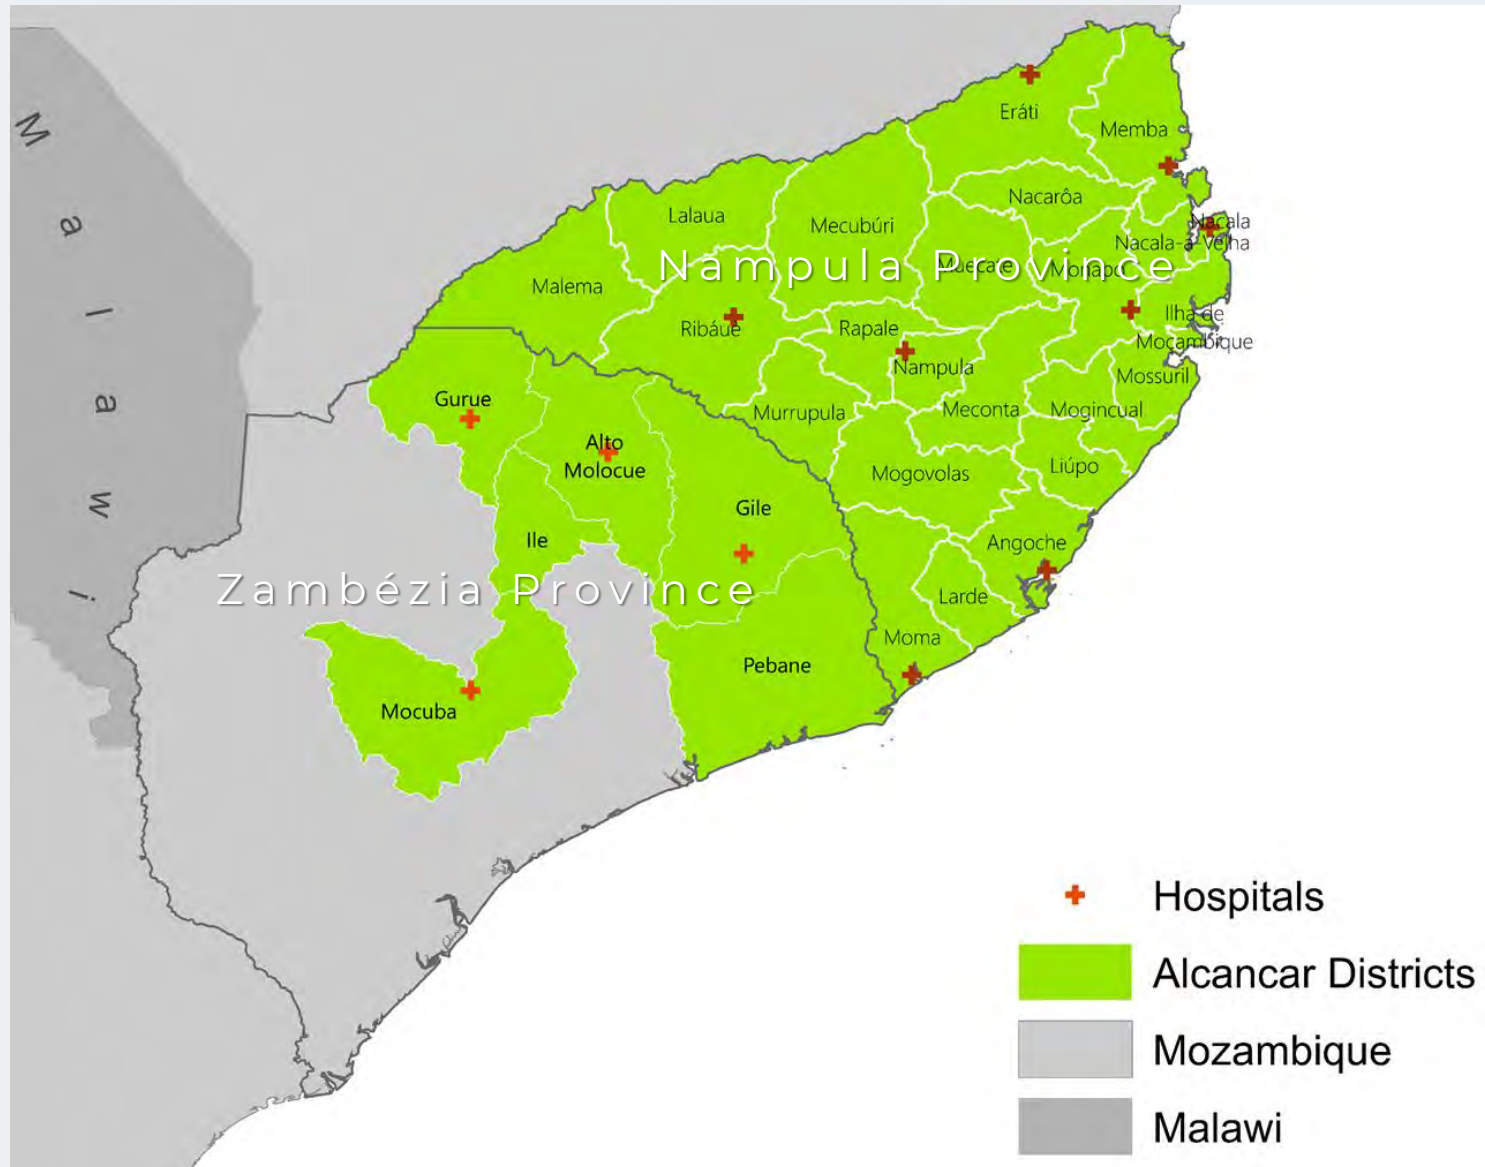 Malawi
Eráti
Memba
Nacarôa
Lalaua
Mecubúri
Nacala
Nacala-a-Velha
Nampula Province
Muecate
Monapo
Malema
Ribáuè
Rapale
Ilha de
Moçambique
Nampula
Mossuril
Gurue
Murrupula
Meconta
Mogincual
Alto
Molocue
Mogovolas
Liúpo
Gile
Ile
Angoche
Zambézia Province
Larde
Moma
Pebane
Mocuba
Hospitals
Alcancar Districts
Mozambique
Malawi